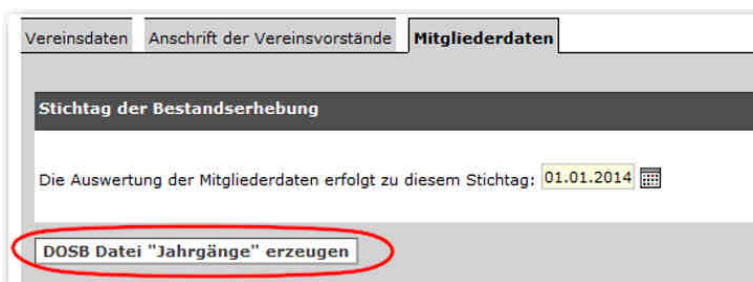 Vereinsdaten Anschrift der Vereinsvorstände Mitgliederdaten
Stichtag der Bestandserhebung
Die Auswertung der Mitgliederdaten erfolgt zu diesem Stichtag: 01.01.2014
DOSB Datei "Jahrgänge" erzeugen